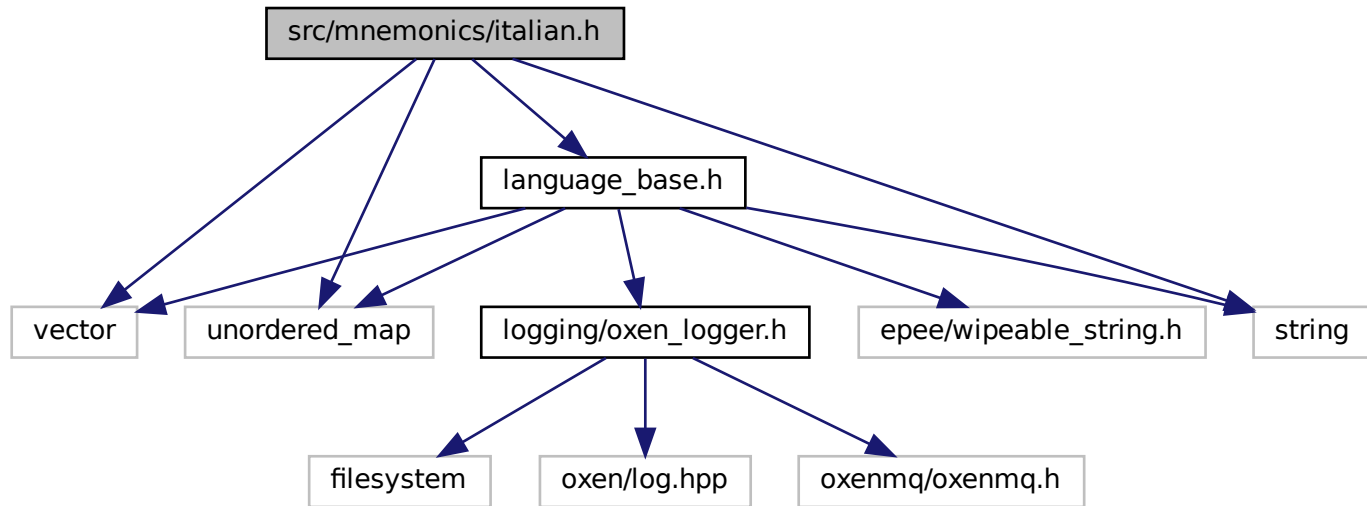 src/mnemonics/italian.h
language_base.h
vector
unordered_map
logging/oxen_logger.h
epee/wipeable_string.h
string
filesystem
oxen/log.hpp
oxenmq/oxenmq.h